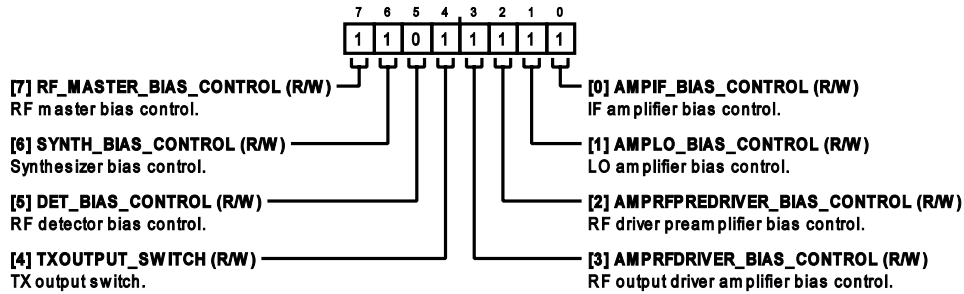 7 6 5 4 3 2 1 0
1 1 0 1 1 1 1 1
[7] RF_MASTER_BIAS_CONTROL (R/W)
RF master bias control.
[6] SYNTH_BIAS_CONTROL (R/W)
Synthesizer bias control.
[5] DET_BIAS_CONTROL (R/W)
RF detector bias control.
[4] TXOUTPUT_SWITCH (R/W)
TX output switch.
[0] AMPIF_BIAS_CONTROL (R/W)
IF amplifier bias control.
[1] AMPLO_BIAS_CONTROL (R/W)
LO amplifier bias control.
[2] AMPRFPREDRIVER_BIAS_CONTROL (R/W)
RF driver preamplifier bias control.
[3] AMPRFDRIVER_BIAS_CONTROL (R/W)
RF output driver amplifier bias control.